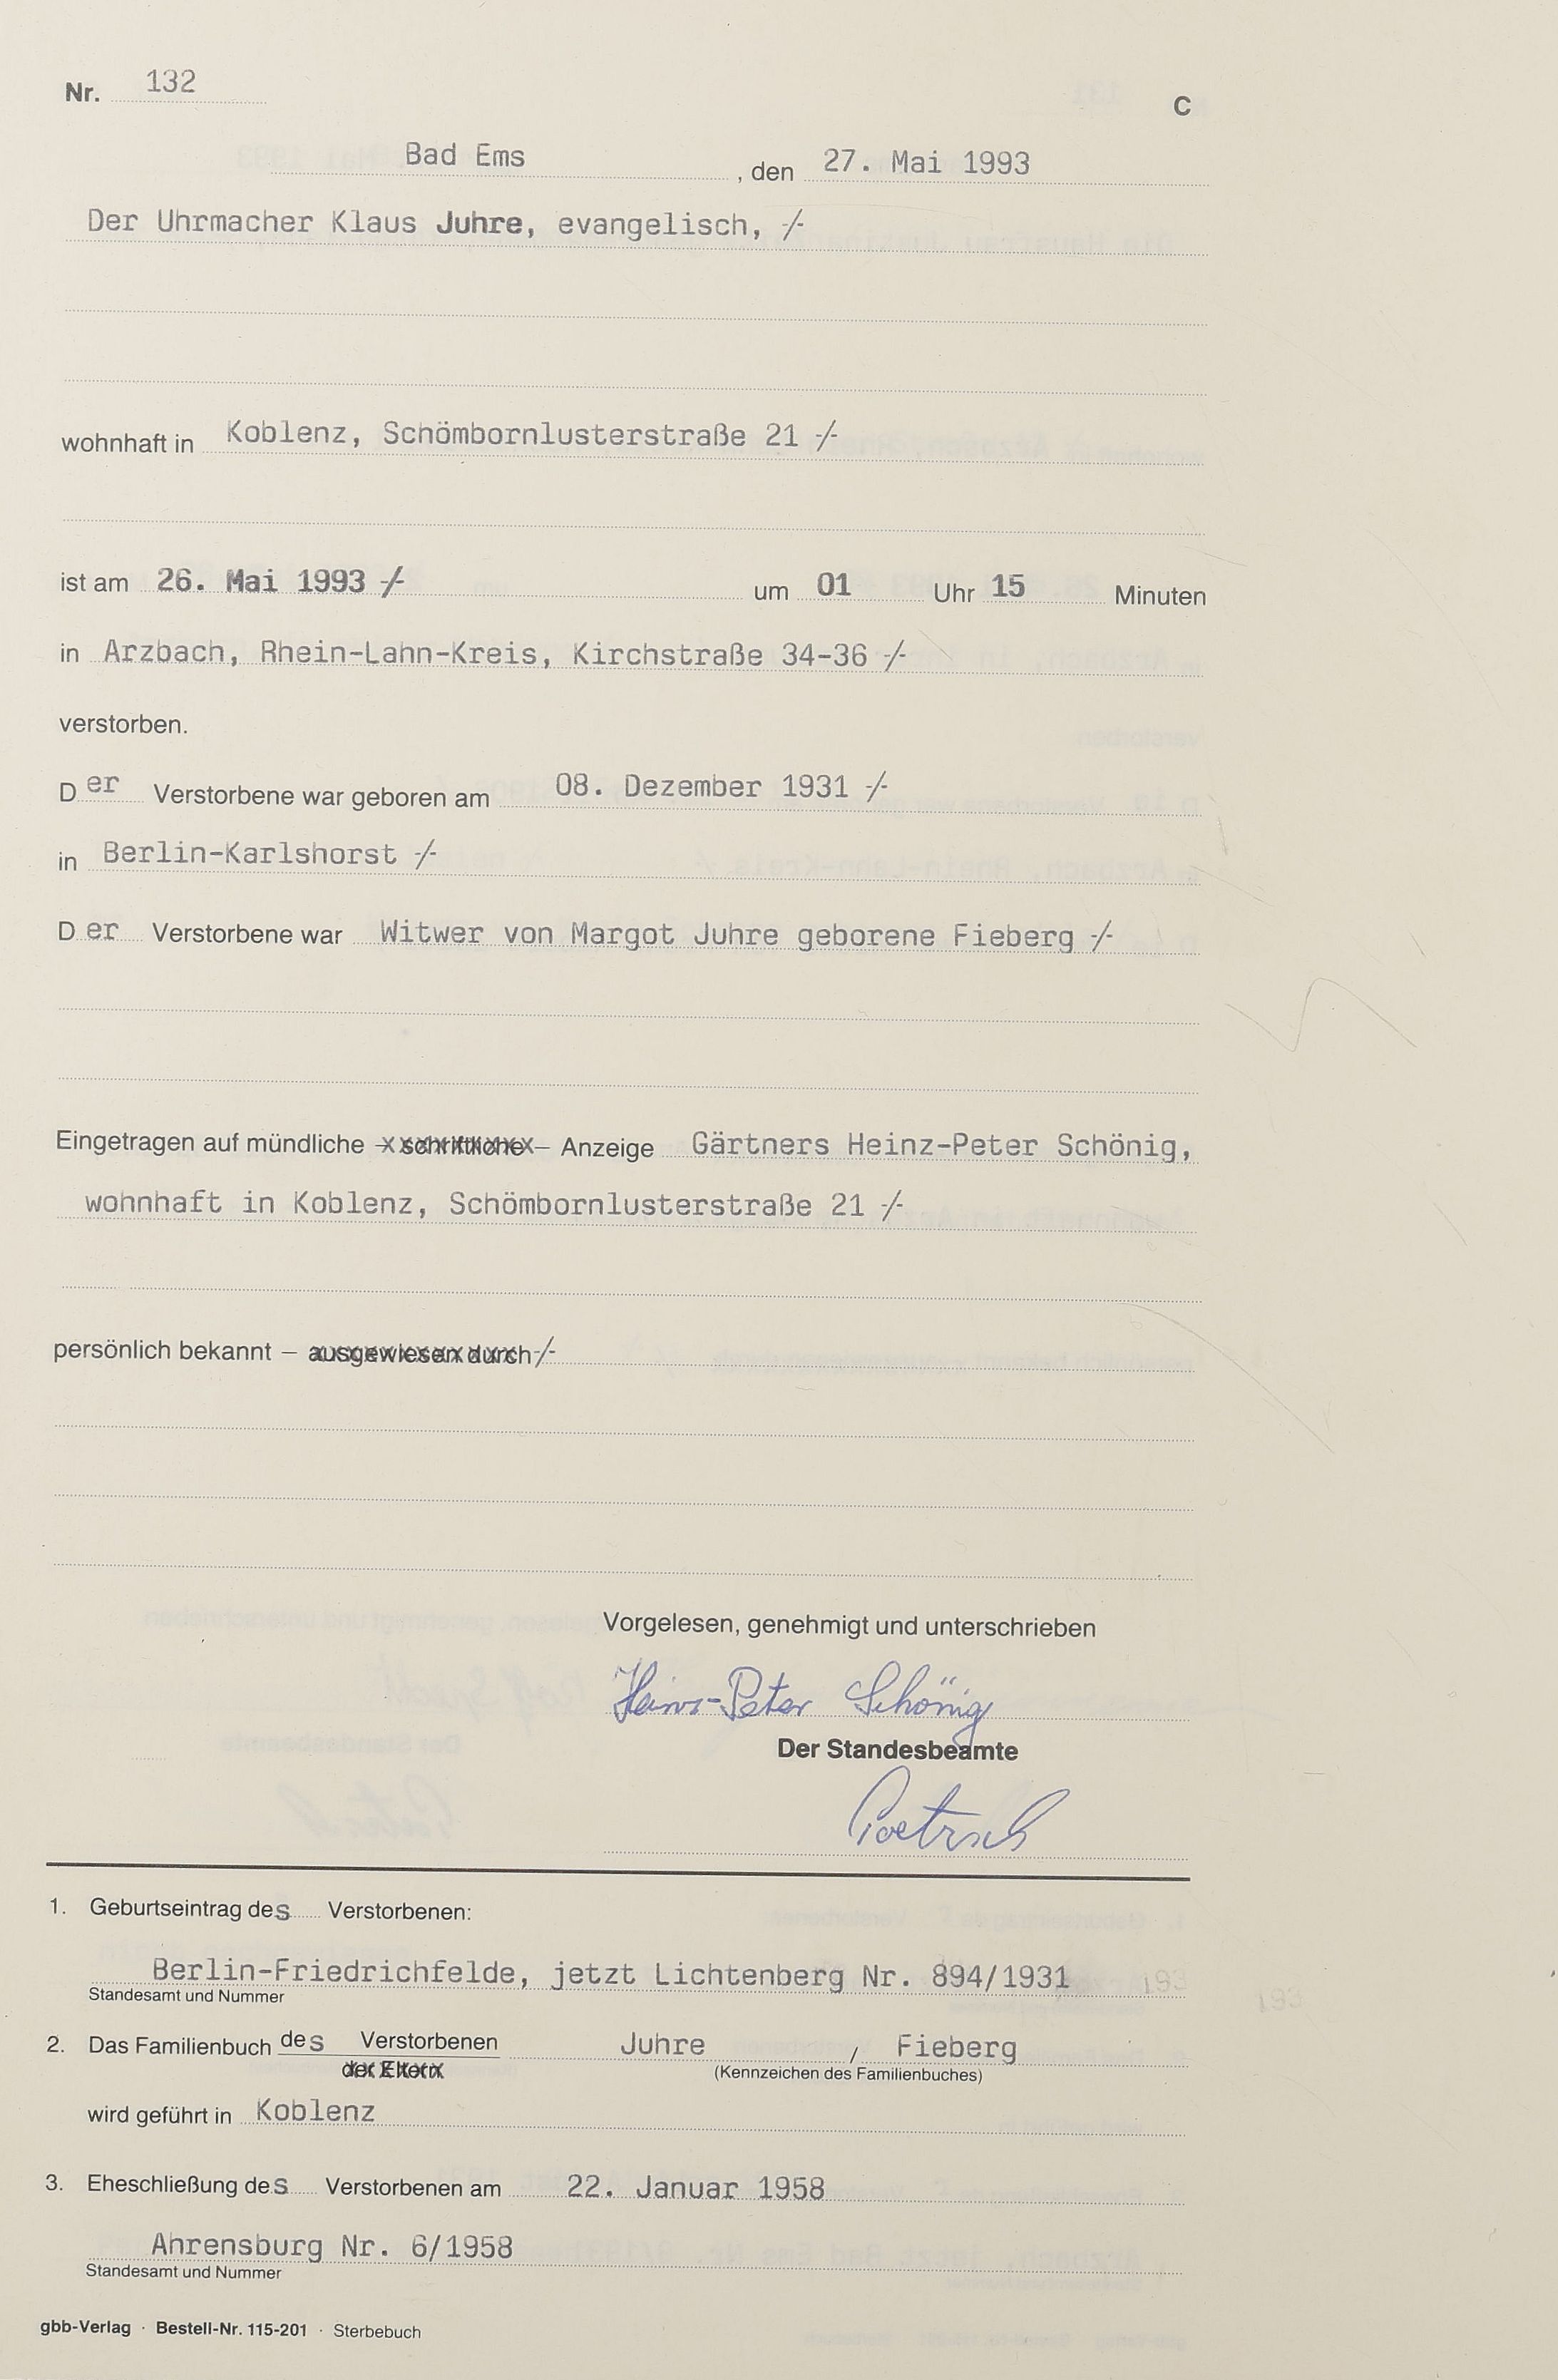 Nr. 132
C
Bad Ems , den 27. Mai 1993
Der Uhrmacher Klaus Juhre, evangelisch, -/-
wohnhaft in Koblenz, Schömbornlusterstraße 21 -/-
ist am 26. Mai 1993 -/- um 01 Uhr 15 Minuten
in Arzbach, Rhein-Lahn-Kreis, Kirchstraße 34-36 -/-
verstorben.
Der Verstorbene war geboren am 08. Dezember 1931 -/-
in Berlin-Karlshorst -/-
Der Verstorbene war Witwer von Margot Juhre geborene Fieberg -/-
Eingetragen auf mündliche – schriftliche – Anzeige Gärtners Heinz-Peter Schönig,
wohnhaft in Koblenz, Schömbornlusterstraße 21 -/-
persönlich bekannt – ausgewiesen durch -/-
Vorgelesen, genehmigt und unterschrieben
Heinz-Peter Schönig
Der Standesbeamte
1. Geburtseintrag des Verstorbenen:
Berlin-Friedrichfelde, jetzt Lichtenberg Nr. 894/1931
Standesamt und Nummer
2. Das Familienbuch des Verstorbenen Juhre / Fieberg
der Eltern (Kennzeichen des Familienbuches)
wird geführt in Koblenz
3. Eheschließung des Verstorbenen am 22. Januar 1958
Ahrensburg Nr. 6/1958
Standesamt und Nummer
gbb-Verlag · Bestell-Nr. 115-201 · Sterbebuch